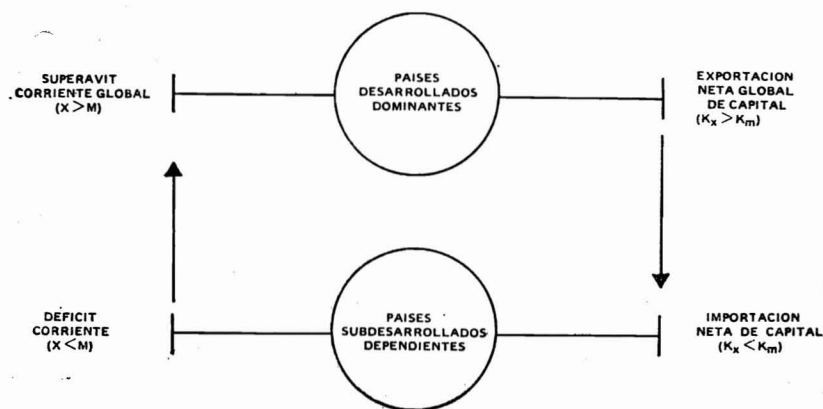 SUPERAVIT
CORRIENTE GLOBAL
(X>M)
PAISES
DESARROLLADOS
DOMINANTES
EXPORTACION
NETA GLOBAL
DE CAPITAL
(Kx>Km)
DÉFICIT
CORRIENTE
(X<M)
PAISES
SUBDESARROLLADOS
DEPENDIENTES
IMPORTACION
NETA DE CAPITAL
(Kx<Km)